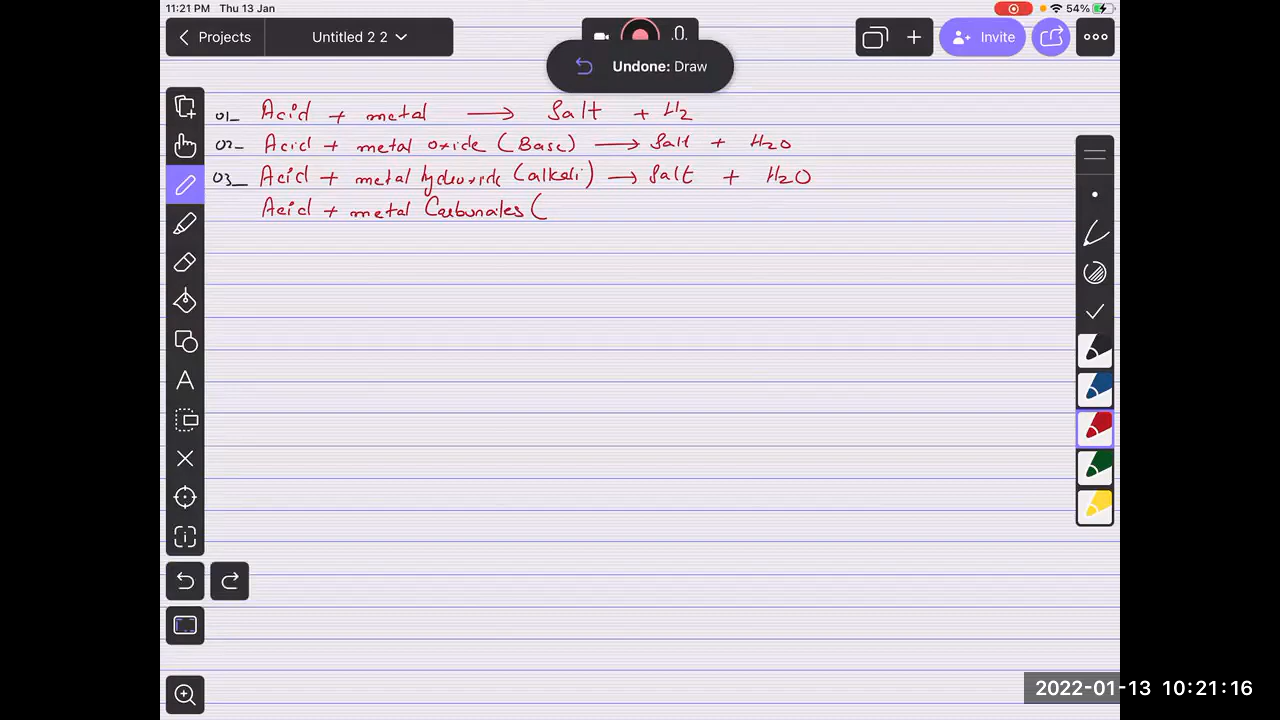 11:21 PM Thu 13 Jan 54%
Projects Untitled 2 2 Invite
Undone: Draw
01_ Acid + metal → Salt + H2
02_ Acid + metal oxide (Base) → Salt + H2O
03_ Acid + metal hydroxide (alkali) → Salt + H2O
Acid + metal Carbonates (
A
2022-01-13 10:21:16